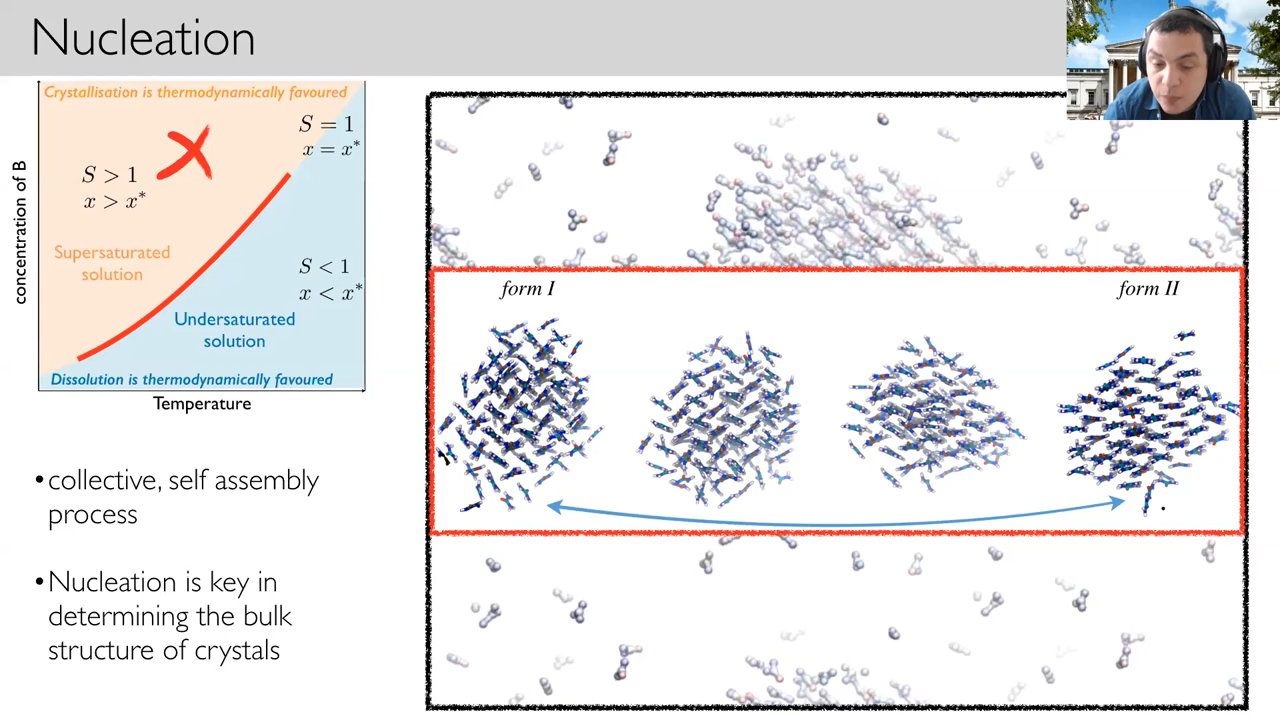 Nucleation
Crystallisation is thermodynamically favoured
S = 1
x = x*
S > 1
x > x*
concentration of B
Supersaturated
solution
S < 1
x < x*
Undersaturated
solution
Dissolution is thermodynamically favoured
Temperature
•collective, self assembly
process
•Nucleation is key in
determining the bulk
structure of crystals
form I
form II